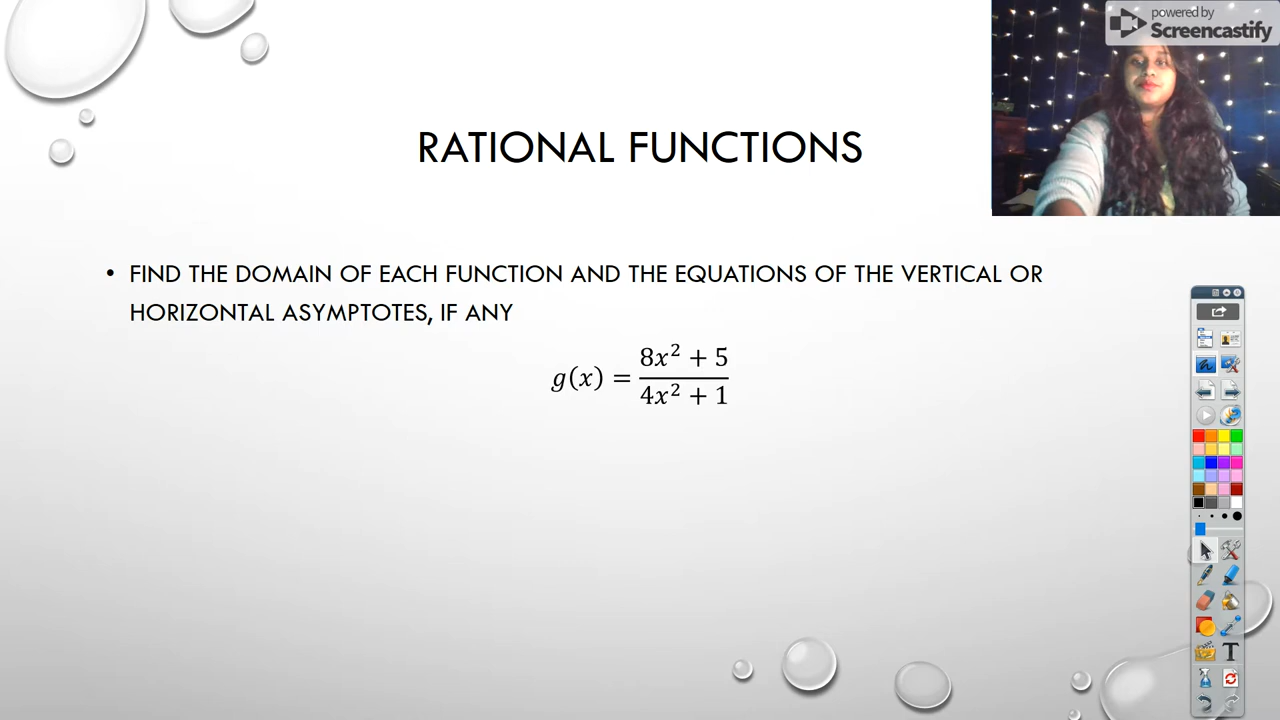 powered by
Screencastify
RATIONAL FUNCTIONS
• FIND THE DOMAIN OF EACH FUNCTION AND THE EQUATIONS OF THE VERTICAL OR
HORIZONTAL ASYMPTOTES, IF ANY
g(x) = (8x² + 5)/(4x² + 1)
T